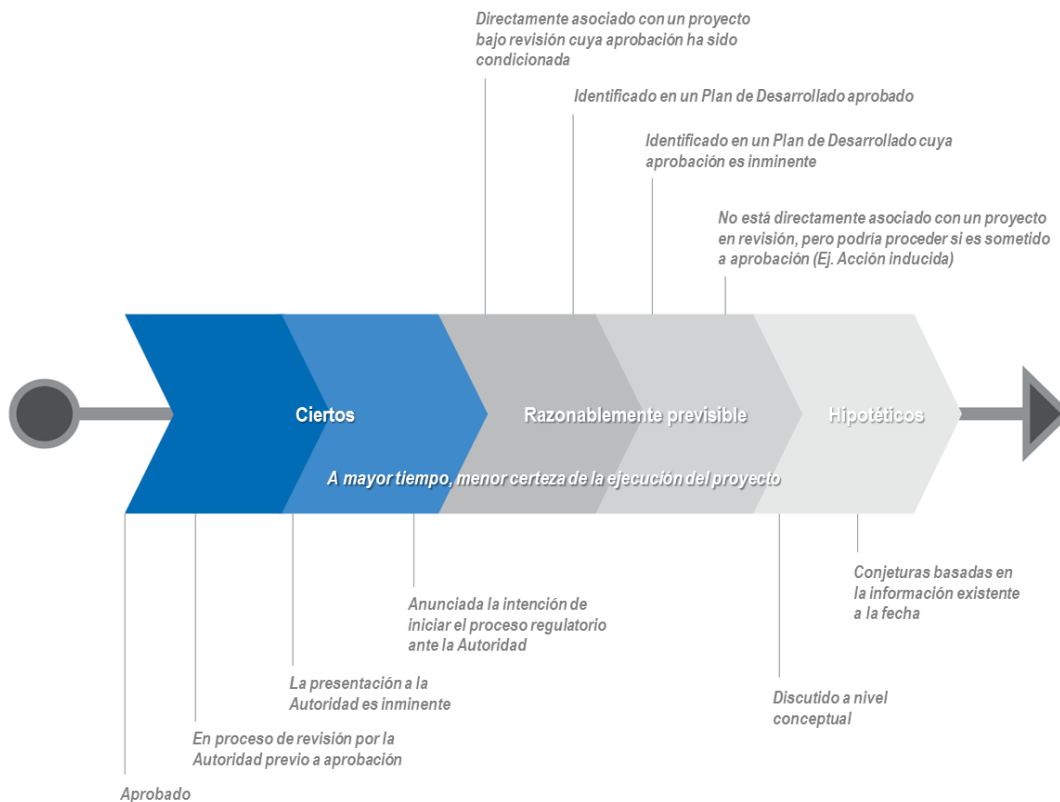 Directamente asociado con un proyecto
bajo revisión cuya aprobación ha sido
condicionada
Identificado en un Plan de Desarrollado aprobado
Identificado en un Plan de Desarrollado cuya
aprobación es inminente
No está directamente asociado con un proyecto
en revisión, pero podría proceder si es sometido
a aprobación (Ej. Acción inducida)
Ciertos
Razonablemente previsible
Hipotéticos
A mayor tiempo, menor certeza de la ejecución del proyecto
Anunciada la intención de
iniciar el proceso regulatorio
ante la Autoridad
Conjeturas basadas en
la información existente
a la fecha
La presentación a la
Autoridad es inminente
Discutido a nivel
conceptual
En proceso de revisión por la
Autoridad previo a aprobación
Aprobado